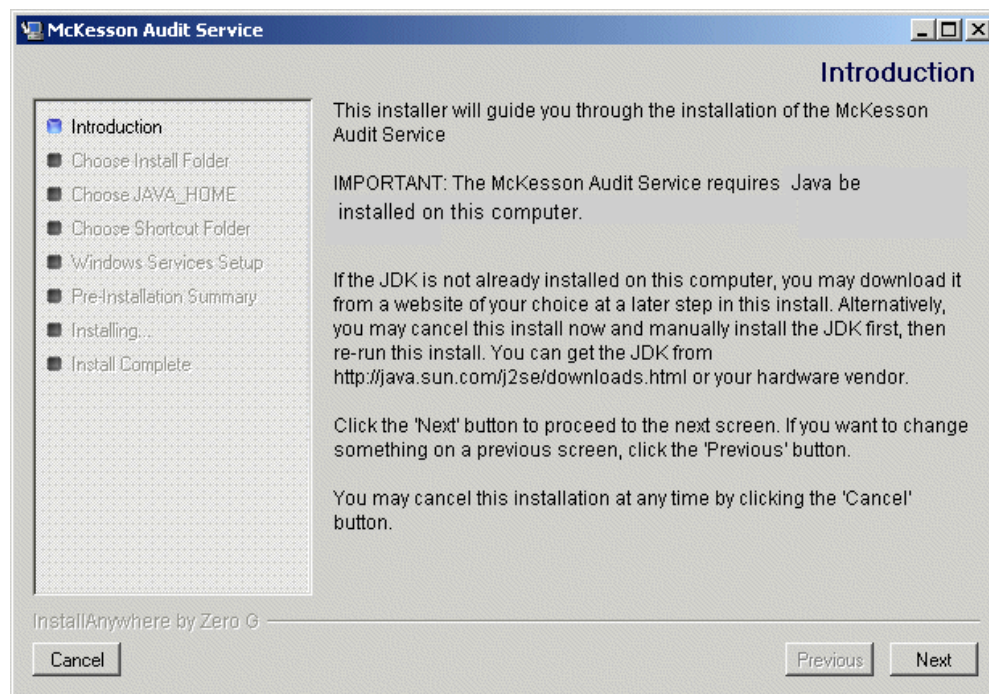 McKesson Audit Service
Introduction
Introduction
Choose Install Folder
Choose JAVA_HOME
Choose Shortcut Folder
Windows Services Setup
Pre-Installation Summary
Installing...
Install Complete
This installer will guide you through the installation of the McKesson
Audit Service
IMPORTANT: The McKesson Audit Service requires Java be
installed on this computer.
If the JDK is not already installed on this computer, you may download it
from a website of your choice at a later step in this install. Alternatively,
you may cancel this install now and manually install the JDK first, then
re-run this install. You can get the JDK from
http://java.sun.com/j2se/downloads.html or your hardware vendor.
Click the 'Next' button to proceed to the next screen. If you want to change
something on a previous screen, click the 'Previous' button.
You may cancel this installation at any time by clicking the 'Cancel'
button.
InstallAnywhere by Zero G
Cancel
Previous
Next